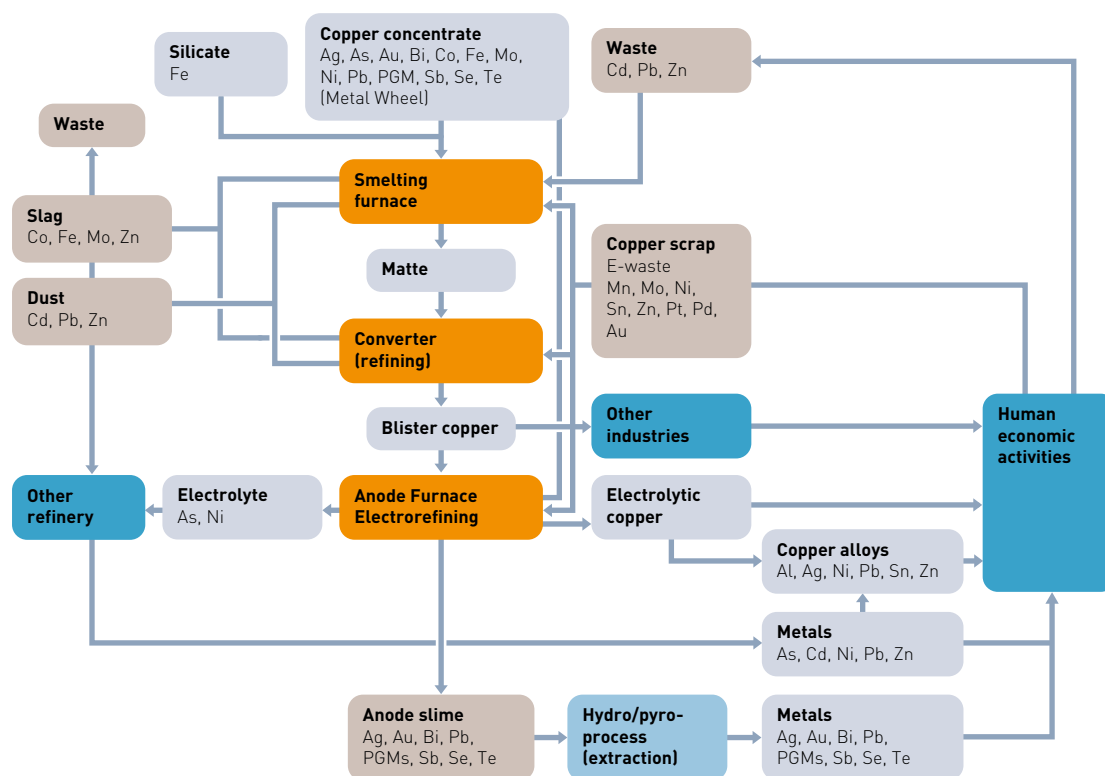 Silicate
Fe
Copper concentrate
Ag, As, Au, Bi, Co, Fe, Mo,
Ni, Pb, PGM, Sb, Se, Te
(Metal Wheel)
Waste
Cd, Pb, Zn
Waste
Smelting
furnace
Slag
Co, Fe, Mo, Zn
Matte
Copper scrap
E-waste
Mn, Mo, Ni,
Sn, Zn, Pt, Pd,
Au
Dust
Cd, Pb, Zn
Converter
(refining)
Blister copper
Other
industries
Human
economic
activities
Other
refinery
Electrolyte
As, Ni
Anode Furnace
Electrorefining
Electrolytic
copper
Copper alloys
Al, Ag, Ni, Pb, Sn, Zn
Metals
As, Cd, Ni, Pb, Zn
Anode slime
Ag, Au, Bi, Pb,
PGMs, Sb, Se, Te
Hydro/pyro-
process
(extraction)
Metals
Ag, Au, Bi, Pb,
PGMs, Sb, Se, Te